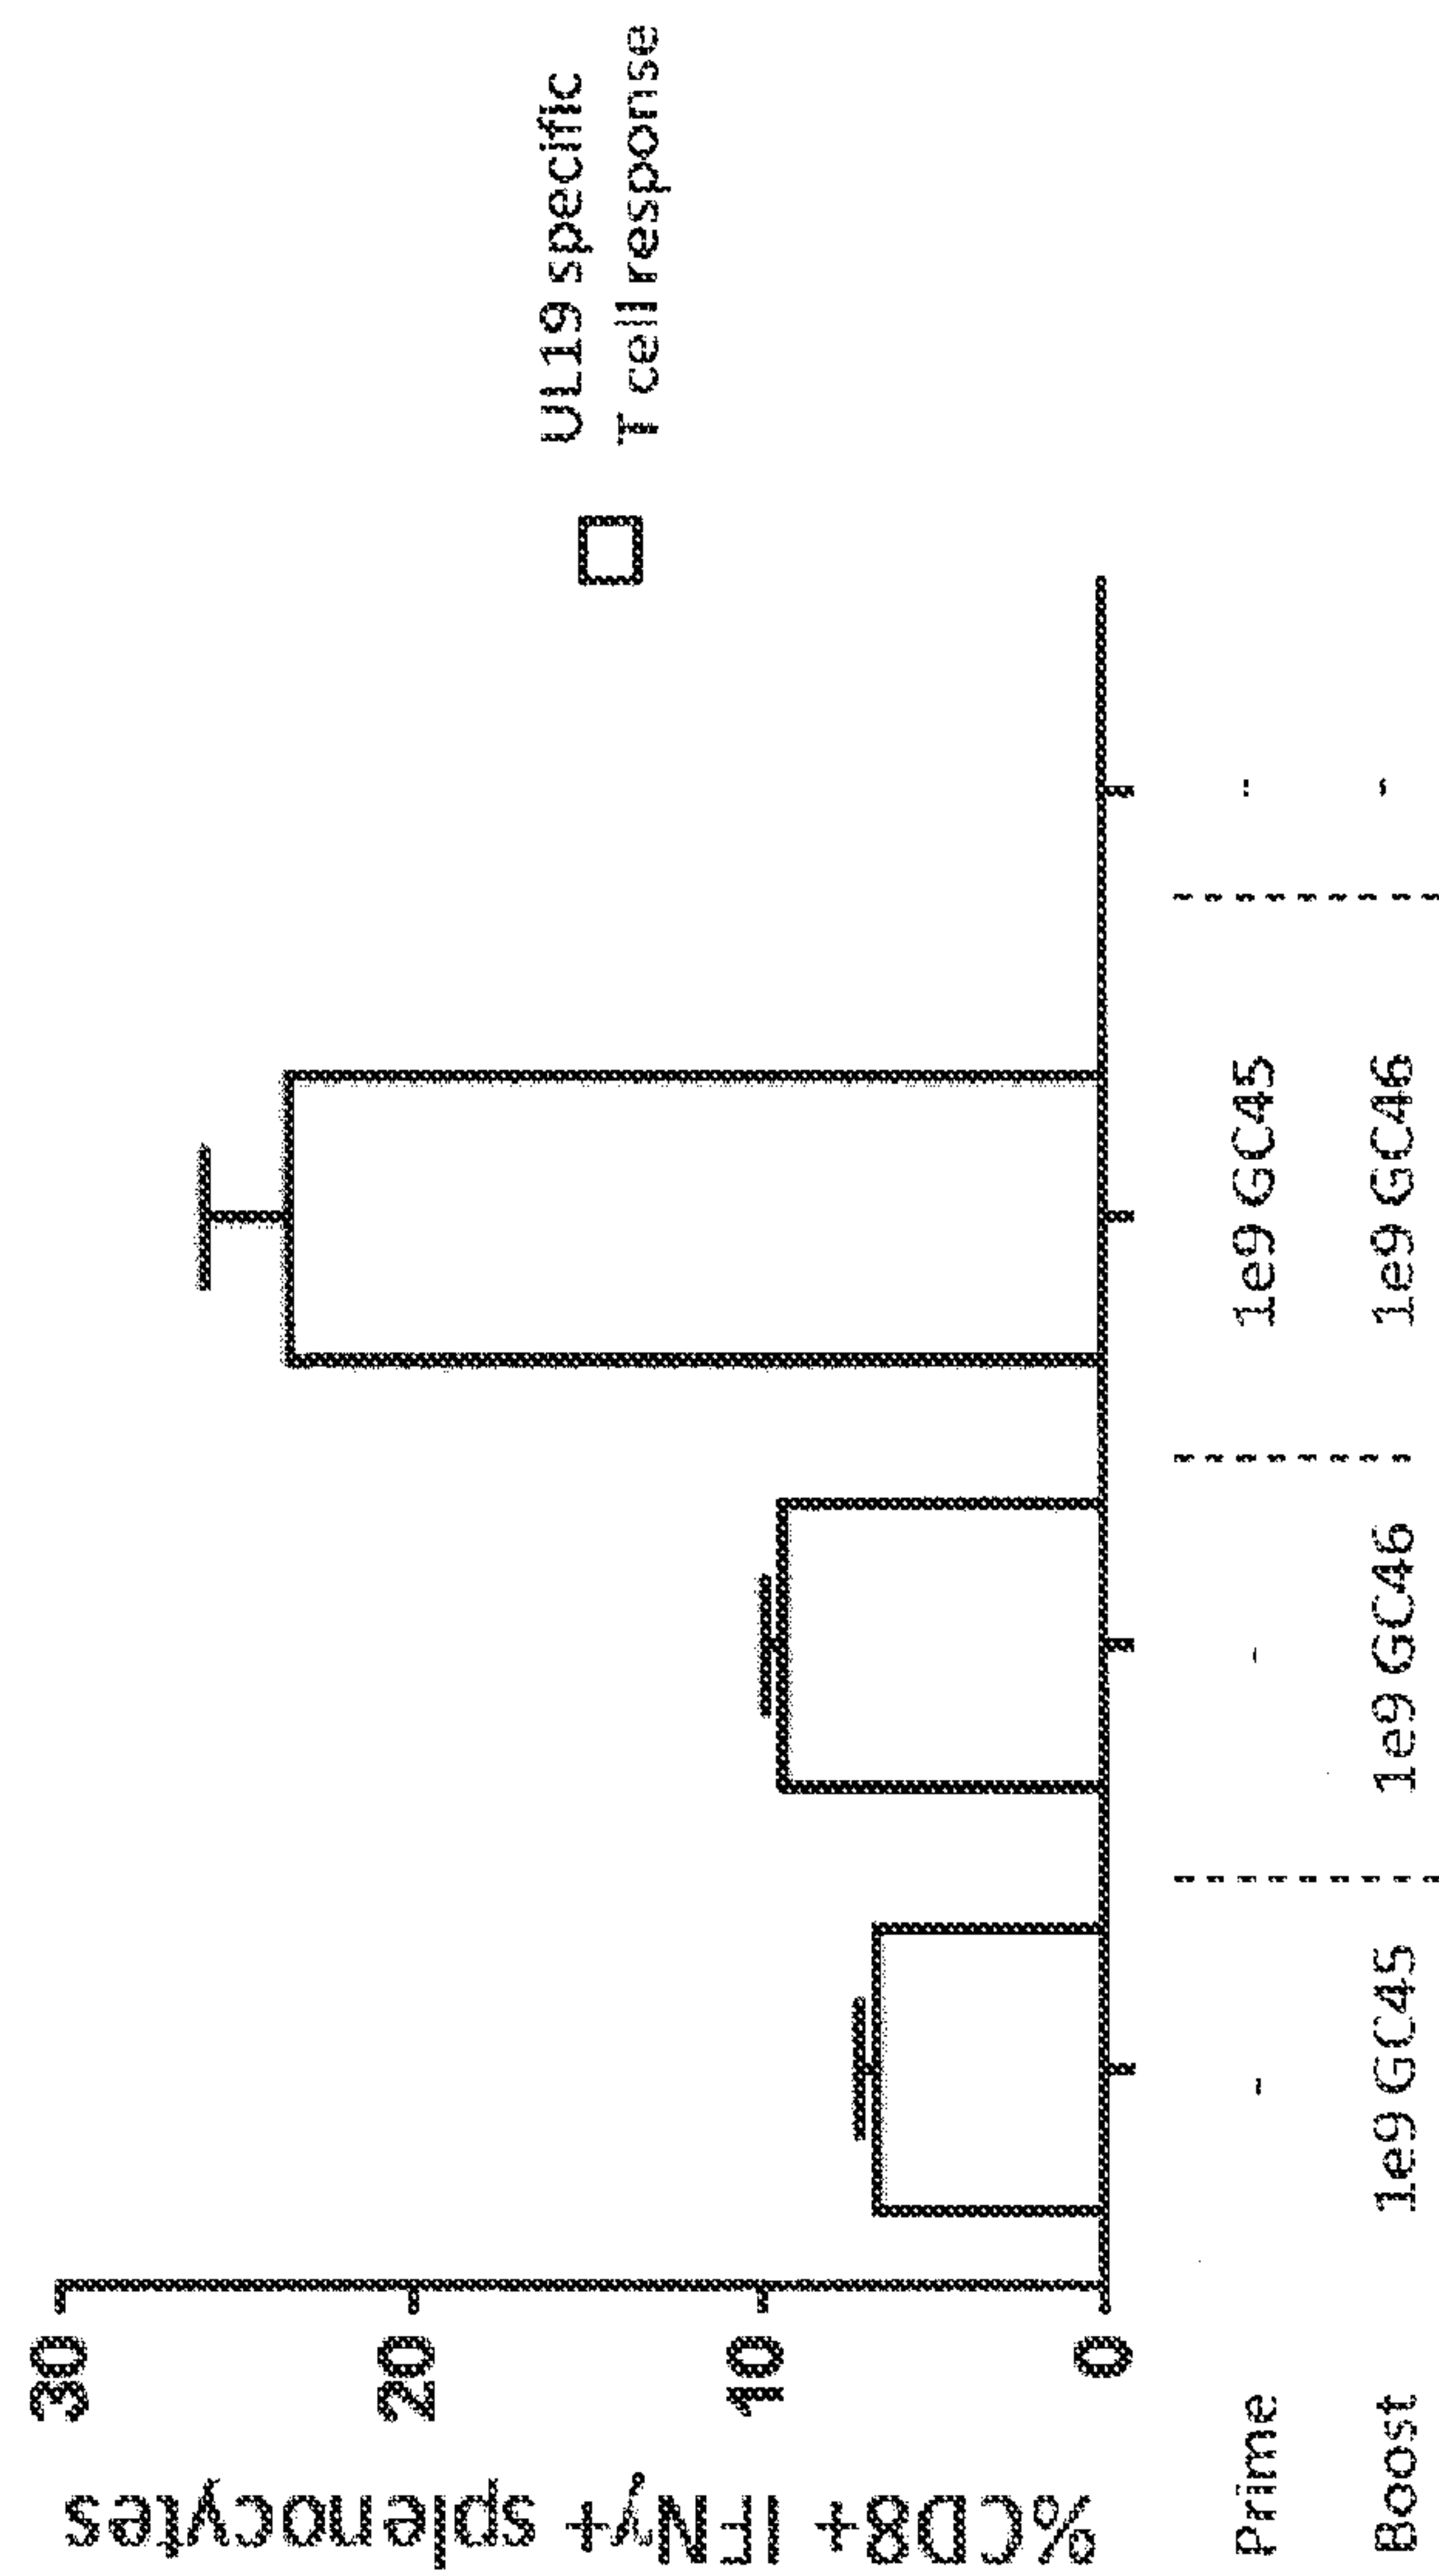 %CD8+ IFNγ+ splenocytes
30
20
10
0
UL19 specific
T cell response
Prime - - 1e9 GC45 -
Boost 1e9 GC45 1e9 GC46 1e9 GC46 -